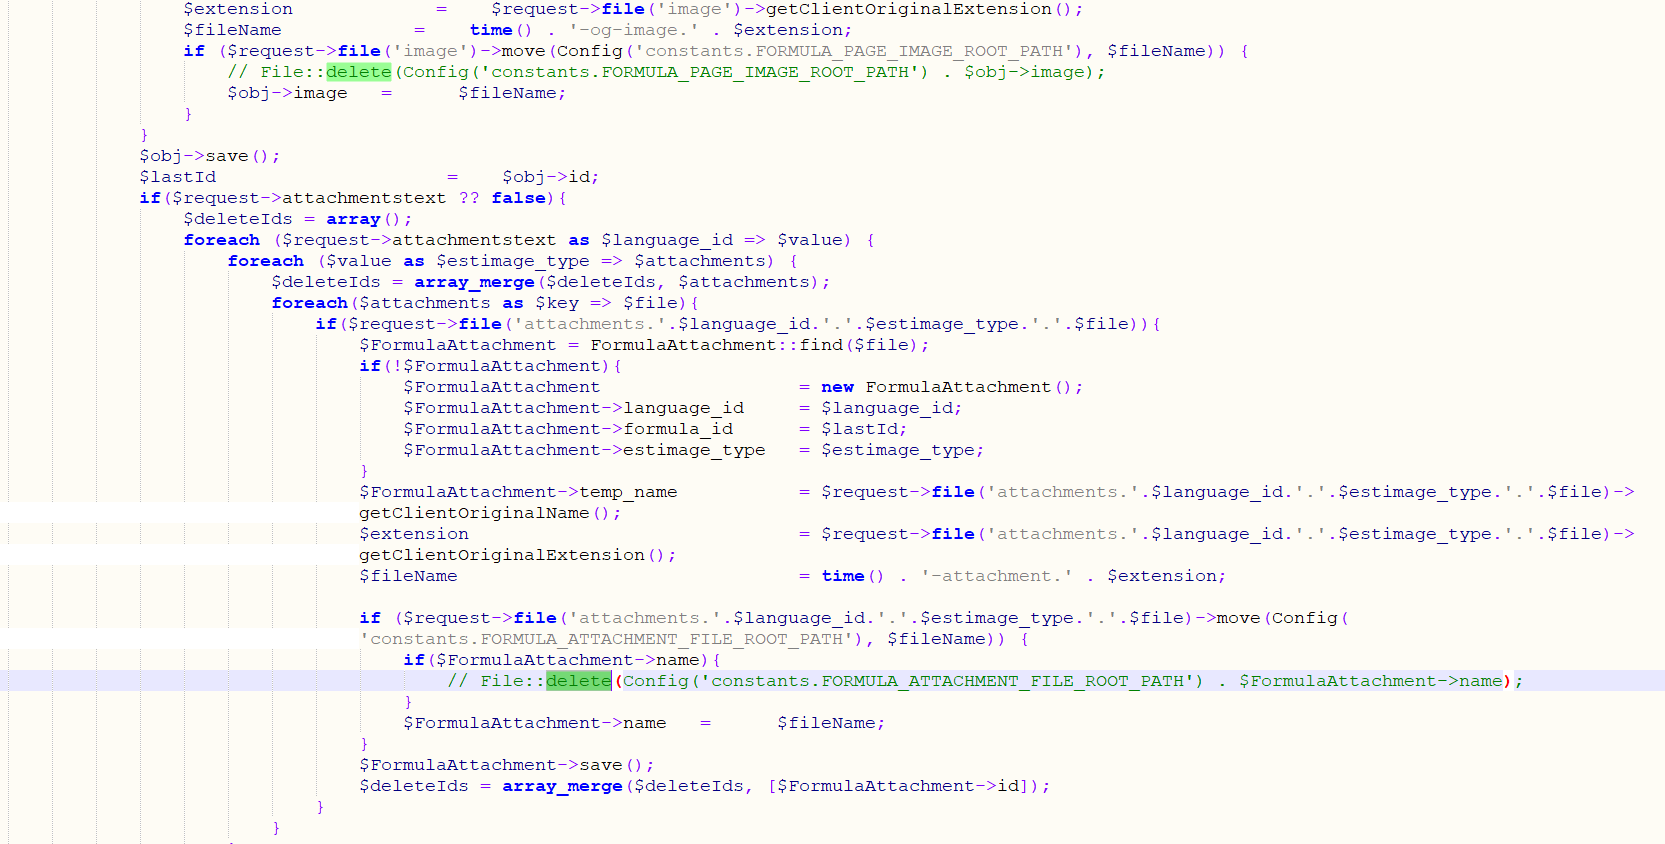 $extension = $request->file('image')->getClientOriginalExtension();
$fileName = time() . '-og-image.' . $extension;
if ($request->file('image')->move(Config('constants.FORMULA_PAGE_IMAGE_ROOT_PATH'), $fileName)) {
// File::delete(Config('constants.FORMULA_PAGE_IMAGE_ROOT_PATH') . $obj->image);
$obj->image = $fileName;
}
}
$obj->save();
$lastId = $obj->id;
if($request->attachmentstext ?? false){
$deleteIds = array();
foreach ($request->attachmentstext as $language_id => $value) {
foreach ($value as $estimage_type => $attachments) {
$deleteIds = array_merge($deleteIds, $attachments);
foreach($attachments as $key => $file){
if($request->file('attachments.'.$language_id.'.'.$estimage_type.'.'.$file)){
$FormulaAttachment = FormulaAttachment::find($file);
if(!$FormulaAttachment){
$FormulaAttachment = new FormulaAttachment();
$FormulaAttachment->language_id = $language_id;
$FormulaAttachment->formula_id = $lastId;
$FormulaAttachment->estimage_type = $estimage_type;
}
$FormulaAttachment->temp_name = $request->file('attachments.'.$language_id.'.'.$estimage_type.'.'.$file)->
getClientOriginalName();
$extension = $request->file('attachments.'.$language_id.'.'.$estimage_type.'.'.$file)->
getClientOriginalExtension();
$fileName = time() . '-attachment.' . $extension;
if ($request->file('attachments.'.$language_id.'.'.$estimage_type.'.'.$file)->move(Config(
'constants.FORMULA_ATTACHMENT_FILE_ROOT_PATH'), $fileName)) {
if($FormulaAttachment->name){
// File::delete(Config('constants.FORMULA_ATTACHMENT_FILE_ROOT_PATH') . $FormulaAttachment->name);
}
$FormulaAttachment->name = $fileName;
}
$FormulaAttachment->save();
$deleteIds = array_merge($deleteIds, [$FormulaAttachment->id]);
}
}